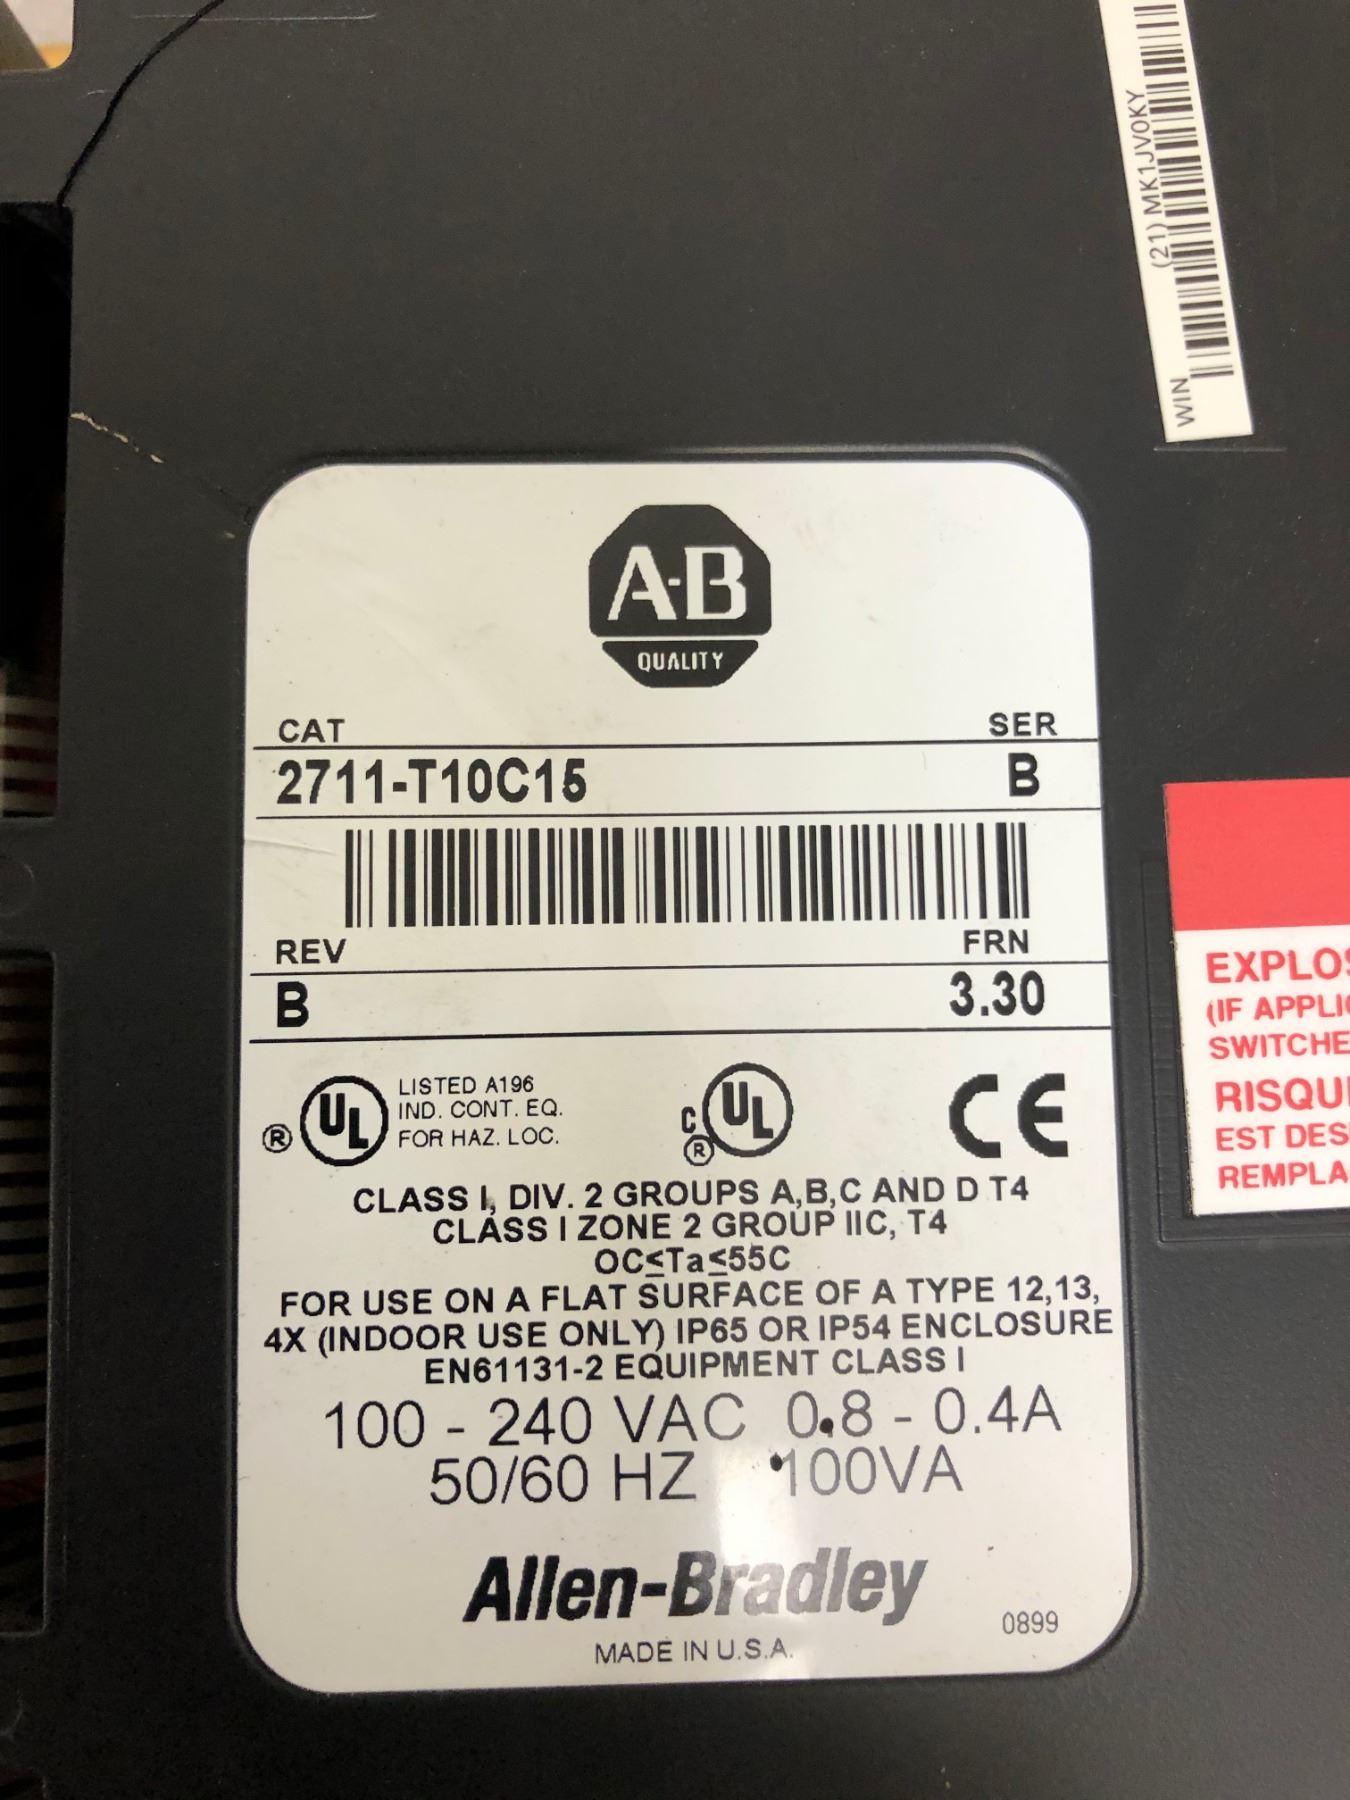 WIN
(21) MK1JV0KY
A-B
QUALITY
CAT SER
2711-T10C15 B
REV FRN
B 3.30
® UL LISTED A196
IND. CONT. EQ.
FOR HAZ. LOC.
C UL ®
CE
CLASS I, DIV. 2 GROUPS A,B,C AND D T4
CLASS I ZONE 2 GROUP IIC, T4
OC≤Ta≤55C
FOR USE ON A FLAT SURFACE OF A TYPE 12,13,
4X (INDOOR USE ONLY) IP65 OR IP54 ENCLOSURE
EN61131-2 EQUIPMENT CLASS I
100 - 240 VAC 0.8 - 0.4A
50/60 HZ 100VA
Allen-Bradley
MADE IN U.S.A.
0899
(IF
SWITCHE
EST DES